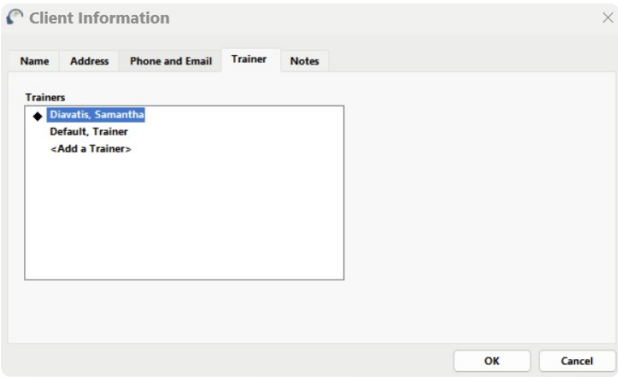 Client Information
Name Address Phone and Email Trainer Notes
Trainers
Diavatis, Samantha
Default, Trainer
<Add a Trainer>
OK Cancel